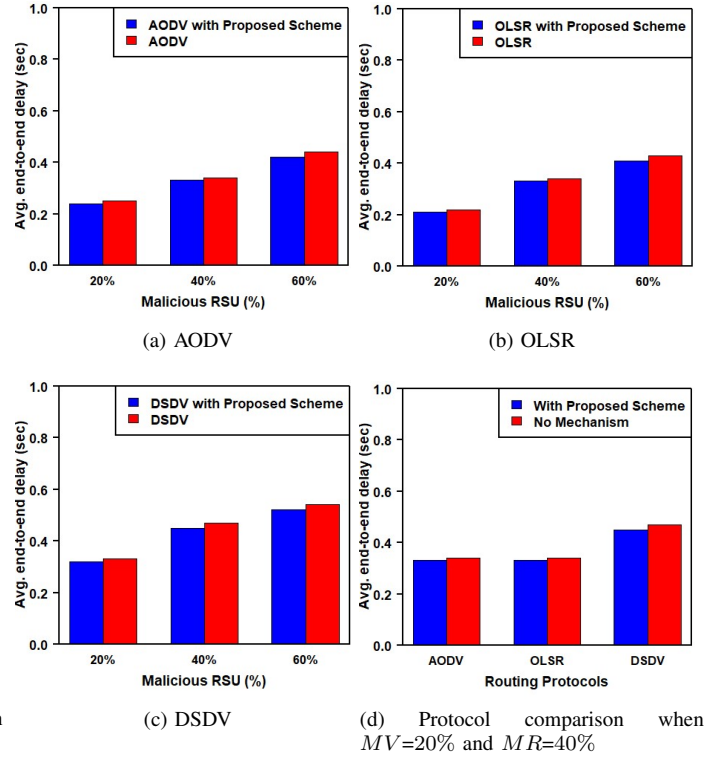 AODV with Proposed Scheme
AODV
Avg. end-to-end delay (sec)
1.0
0.8
0.6
0.4
0.2
0.0
20% 40% 60%
Malicious RSU (%)
(a) AODV
OLSR with Proposed Scheme
OLSR
Avg. end-to-end delay (sec)
1.0
0.8
0.6
0.4
0.2
0.0
20% 40% 60%
Malicious RSU (%)
(b) OLSR
DSDV with Proposed Scheme
DSDV
Avg. end-to-end delay (sec)
1.0
0.8
0.6
0.4
0.2
0.0
20% 40% 60%
Malicious RSU (%)
(c) DSDV
With Proposed Scheme
No Mechanism
Avg. end-to-end delay (sec)
1.0
0.8
0.6
0.4
0.2
0.0
AODV OLSR DSDV
Routing Protocols
(d) Protocol comparison when
MV=20% and MR=40%